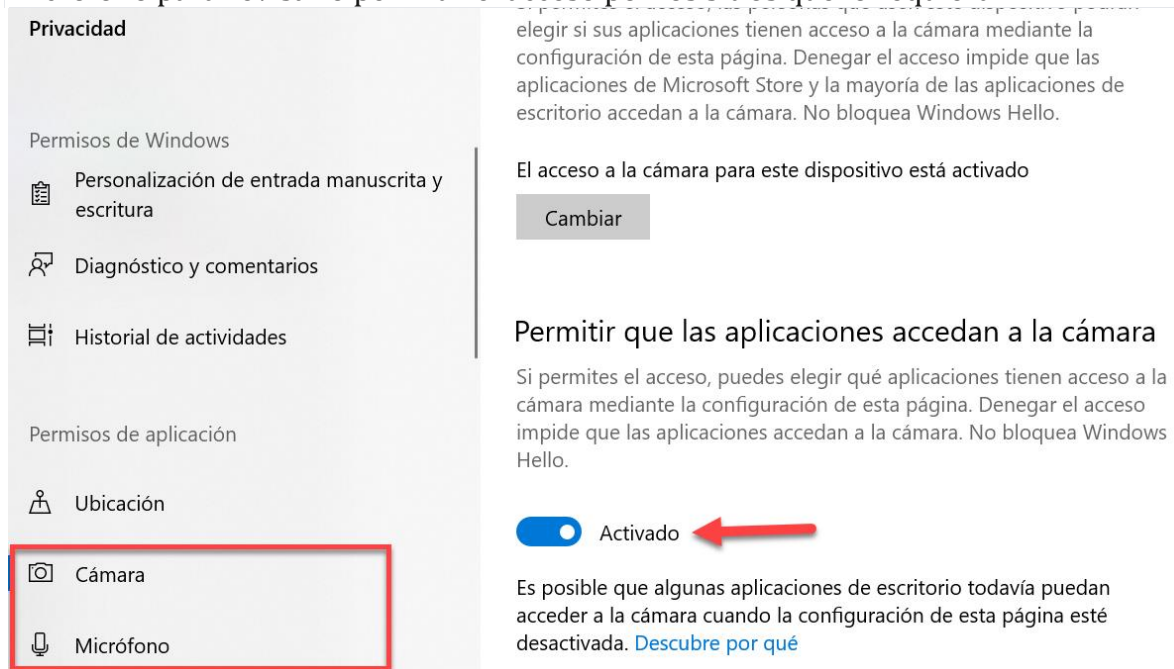 Privacidad
Permisos de Windows
Personalización de entrada manuscrita y
escritura
Diagnóstico y comentarios
Historial de actividades
Permisos de aplicación
Ubicación
Cámara
Micrófono
elegir si sus aplicaciones tienen acceso a la cámara mediante la
configuración de esta página. Denegar el acceso impide que las
aplicaciones de Microsoft Store y la mayoría de las aplicaciones de
escritorio accedan a la cámara. No bloquea Windows Hello.
El acceso a la cámara para este dispositivo está activado
Cambiar
Permitir que las aplicaciones accedan a la cámara
Si permites el acceso, puedes elegir qué aplicaciones tienen acceso a la
cámara mediante la configuración de esta página. Denegar el acceso
impide que las aplicaciones accedan a la cámara. No bloquea Windows
Hello.
Activado
Es posible que algunas aplicaciones de escritorio todavía puedan
acceder a la cámara cuando la configuración de esta página esté
desactivada. Descubre por qué